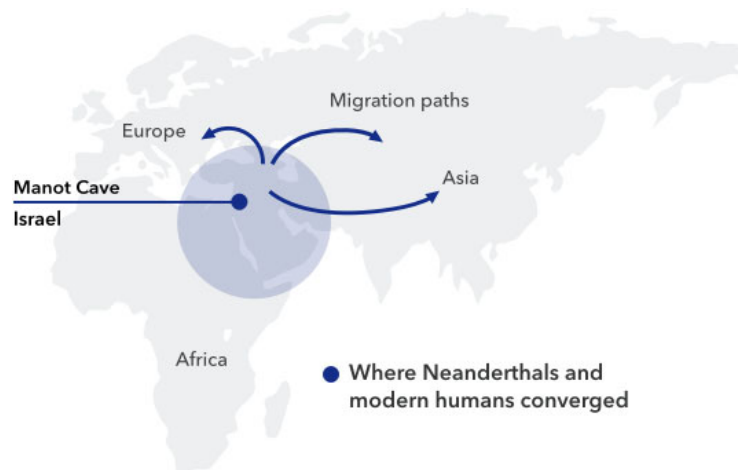 Migration paths
Europe
Asia
Manot Cave
Israel
Africa
Where Neanderthals and
modern humans converged